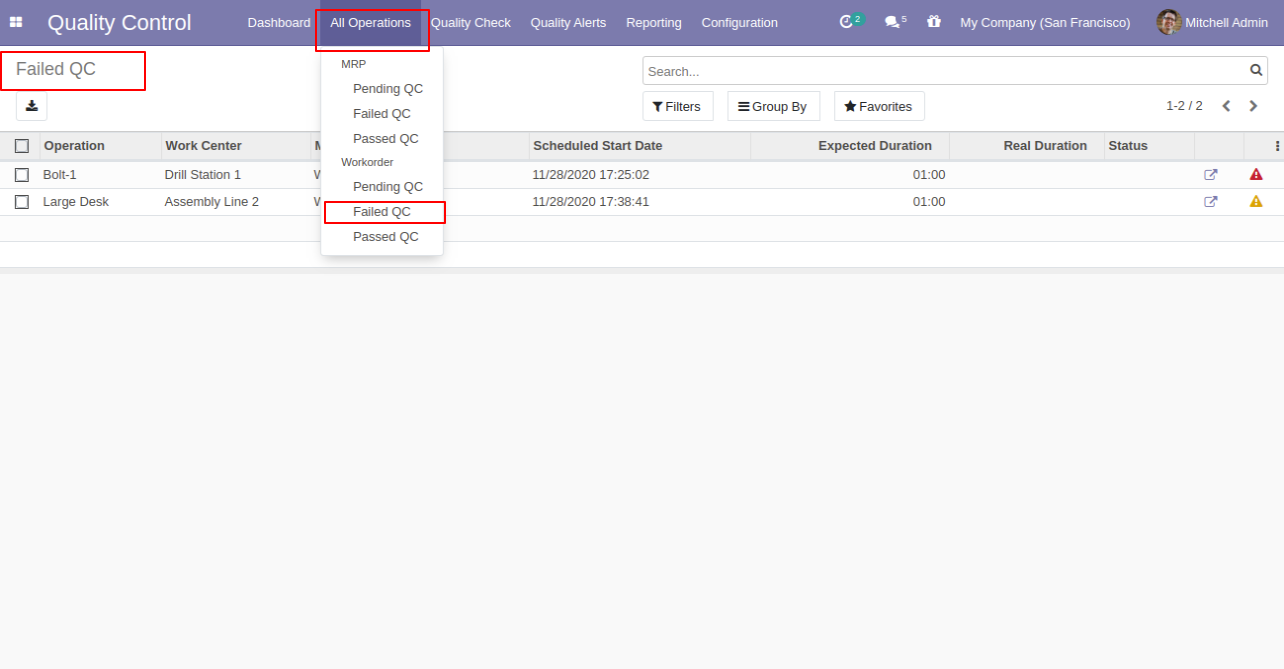 Quality Control Dashboard All Operations Quality Check Quality Alerts Reporting Configuration 2 5 My Company (San Francisco) Mitchell Admin
Failed QC
Search...
Filters Group By Favorites 1-2 / 2
MRP
Pending QC
Failed QC
Passed QC
Workorder
Pending QC
Failed QC
Passed QC
Operation Work Center Scheduled Start Date Expected Duration Real Duration Status
Bolt-1 Drill Station 1 11/28/2020 17:25:02 01:00
Large Desk Assembly Line 2 11/28/2020 17:38:41 01:00